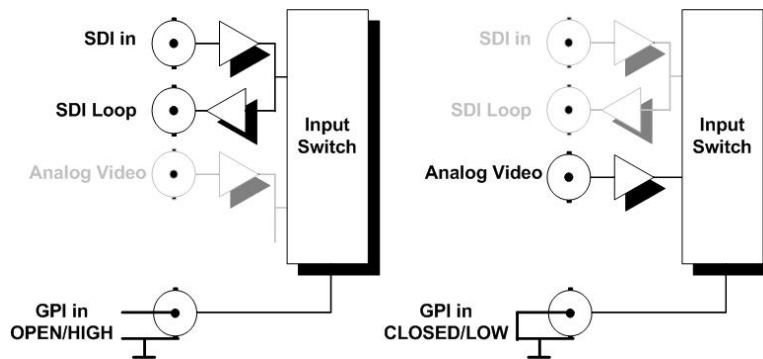 SDI in
SDI Loop
Analog Video
Input
Switch
GPI in
OPEN/HIGH
SDI in
SDI Loop
Analog Video
Input
Switch
GPI in
CLOSED/LOW